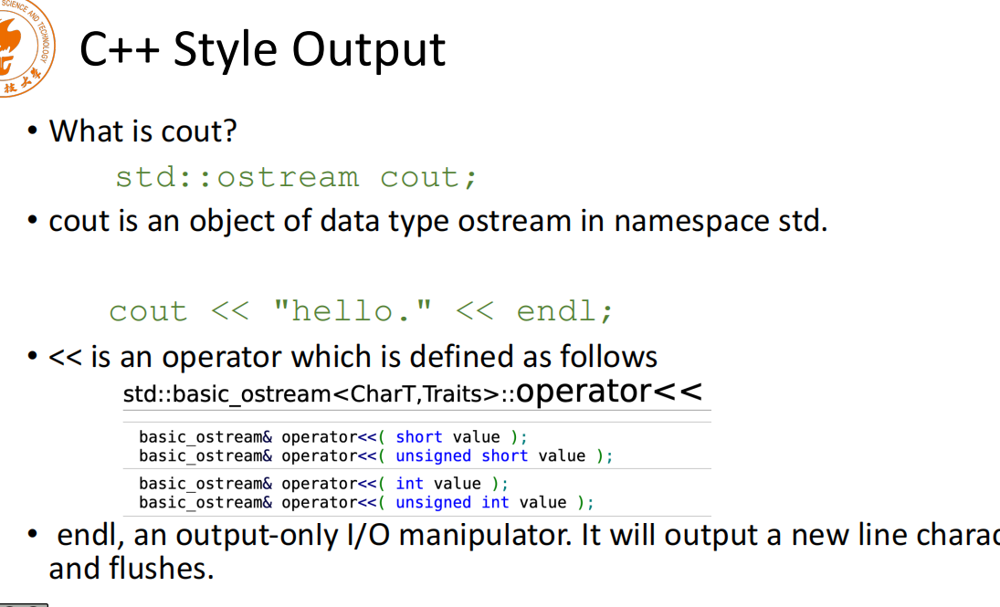 SCIENCE AND TECHNOLOGY
技大学
C++ Style Output
• What is cout?
std::ostream cout;
• cout is an object of data type ostream in namespace std.
cout << "hello." << endl;
• << is an operator which is defined as follows
std::basic_ostream<CharT,Traits>::operator<<
basic_ostream& operator<<( short value );
basic_ostream& operator<<( unsigned short value );
basic_ostream& operator<<( int value );
basic_ostream& operator<<( unsigned int value );
• endl, an output-only I/O manipulator. It will output a new line charac
and flushes.